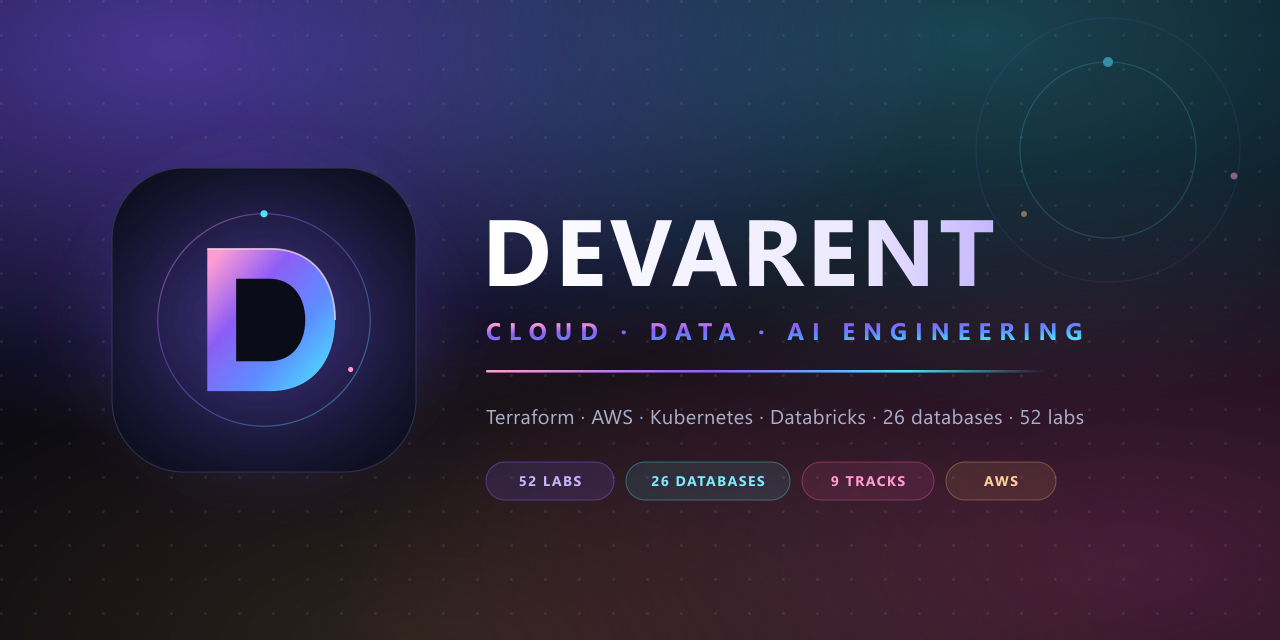 D
DEVARENT
CLOUD · DATA · AI ENGINEERING
Terraform · AWS · Kubernetes · Databricks · 26 databases · 52 labs
52 LABS
26 DATABASES
9 TRACKS
AWS